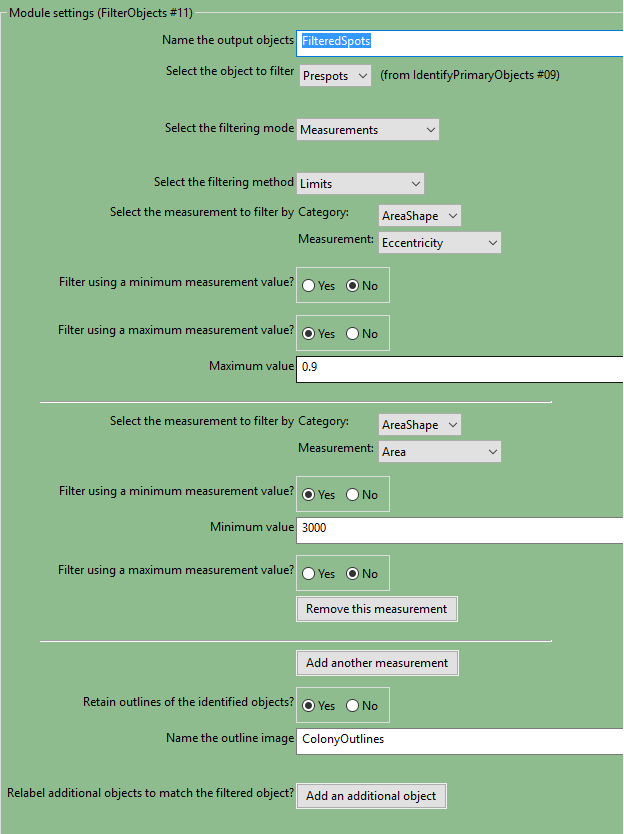 Module settings (FilterObjects #11)
Name the output objects FilteredSpots
Select the object to filter Prespots (from IdentifyPrimaryObjects #09)
Select the filtering mode Measurements
Select the filtering method Limits
Select the measurement to filter by Category: AreaShape
Measurement: Eccentricity
Filter using a minimum measurement value? Yes No
Filter using a maximum measurement value? Yes No
Maximum value 0.9
Select the measurement to filter by Category: AreaShape
Measurement: Area
Filter using a minimum measurement value? Yes No
Minimum value 3000
Filter using a maximum measurement value? Yes No
Remove this measurement
Add another measurement
Retain outlines of the identified objects? Yes No
Name the outline image ColonyOutlines
Relabel additional objects to match the filtered object? Add an additional object